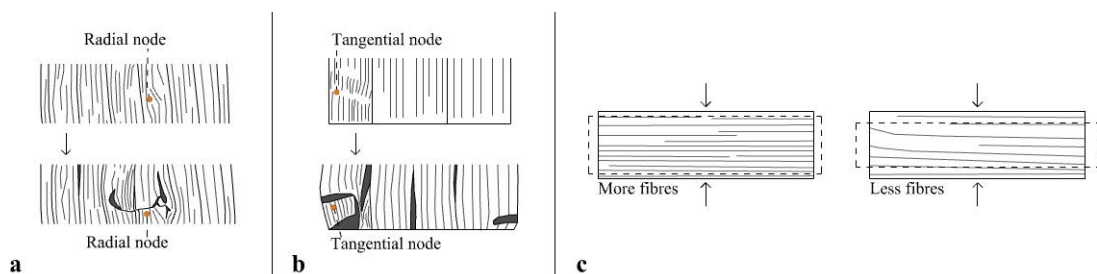 Radial node
Radial node
a
Tangential node
Tangential node
b
More fibres
Less fibres
c